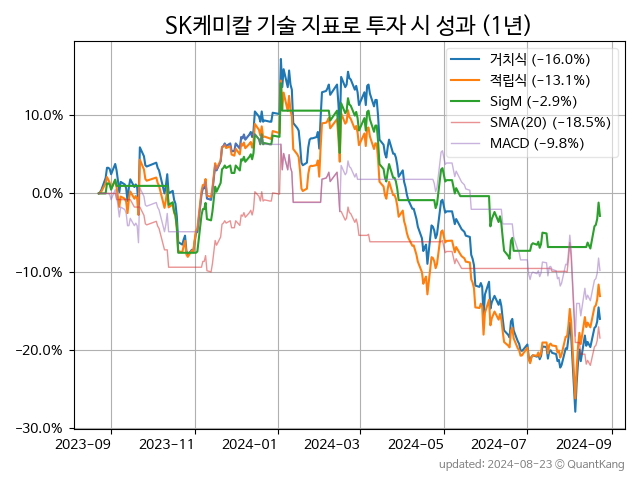 SK케미칼 기술 지표로 투자 시 성과 (1년)
거치식 (−16.0%)
적립식 (−13.1%)
SigM (−2.9%)
SMA(20) (−18.5%)
MACD (−9.8%)
10.0%
0.0%
−10.0%
−20.0%
−30.0%
2023-09 2023-11 2024-01 2024-03 2024-05 2024-07 2024-09
updated: 2024-08-23 © QuantKang